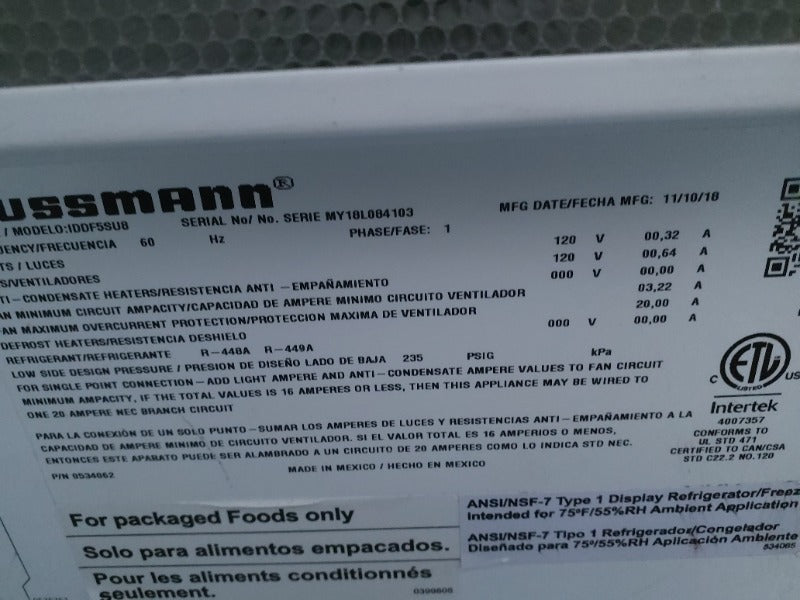 USSMANN®
/ MODELO:IDDF5SU8 SERIAL No/ No. SERIE MY18L084103 MFG DATE/FECHA MFG: 11/10/18
UENCY/FRECUENCIA 60 Hz PHASE/FASE: 1
TS / LUCES 120 V 00,32 A
S/VENTILADORES 120 V 00,64 A
TI-CONDENSATE HEATERS/RESISTENCIA ANTI-EMPAÑAMIENTO 000 V 00,00 A
AN MINIMUM CIRCUIT AMPACITY/CAPACIDAD DE AMPERE MINIMO CIRCUITO VENTILADOR 03,22 A
AN MAXIMUM OVERCURRENT PROTECTION/PROTECCION MAXIMA DE VENTILADOR 20,00 A
DEFROST HEATERS/RESISTENCIA DESHIELO 000 V 00,00 A
REFRIGERANT/REFRIGERANTE R-448A R-449A
LOW SIDE DESIGN PRESSURE / PRESION DE DISEÑO LADO DE BAJA 235 PSIG kPa
FOR SINGLE POINT CONNECTION-ADD LIGHT AMPERE AND ANTI-CONDENSATE AMPERE VALUES TO FAN CIRCUIT
MINIMUM AMPACITY, IF THE TOTAL VALUES IS 16 AMPERES OR LESS, THEN THIS APPLIANCE MAY BE WIRED TO
ONE 20 AMPERE NEC BRANCH CIRCUIT
PARA LA CONEXIÓN DE UN SOLO PUNTO-SUMAR LOS AMPERES DE LUCES Y RESISTENCIAS ANTI-EMPAÑAMIENTO A LA
CAPACIDAD DE AMPERE MINIMO DE CIRCUITO VENTILADOR. SI EL VALOR TOTAL ES 16 AMPERIOS O MENOS,
ENTONCES ESTE APARATO PUEDE SER ALAMBRADO A UN CIRCUITO DE 20 AMPERES COMO LO INDICA STD NEC.
P/N 9534062
MADE IN MEXICO / HECHO EN MEXICO
C ETL US
LISTED
Intertek
4007357
CONFORMS TO
UL STD 471
CERTIFIED TO CAN/CSA
STD C22.2 NO.120
For packaged Foods only
Solo para alimentos empacados.
Pour les aliments conditionnés
seulement.
0399806
ANSI/NSF-7 Type 1 Display Refrigerator/Freez
Intended for 75ºF/55%RH Ambient Application
ANSI/NSF-7 Tipo 1 Refrigerador/Congelador
Diseñado para 75º/55%RH Aplicación Ambiente